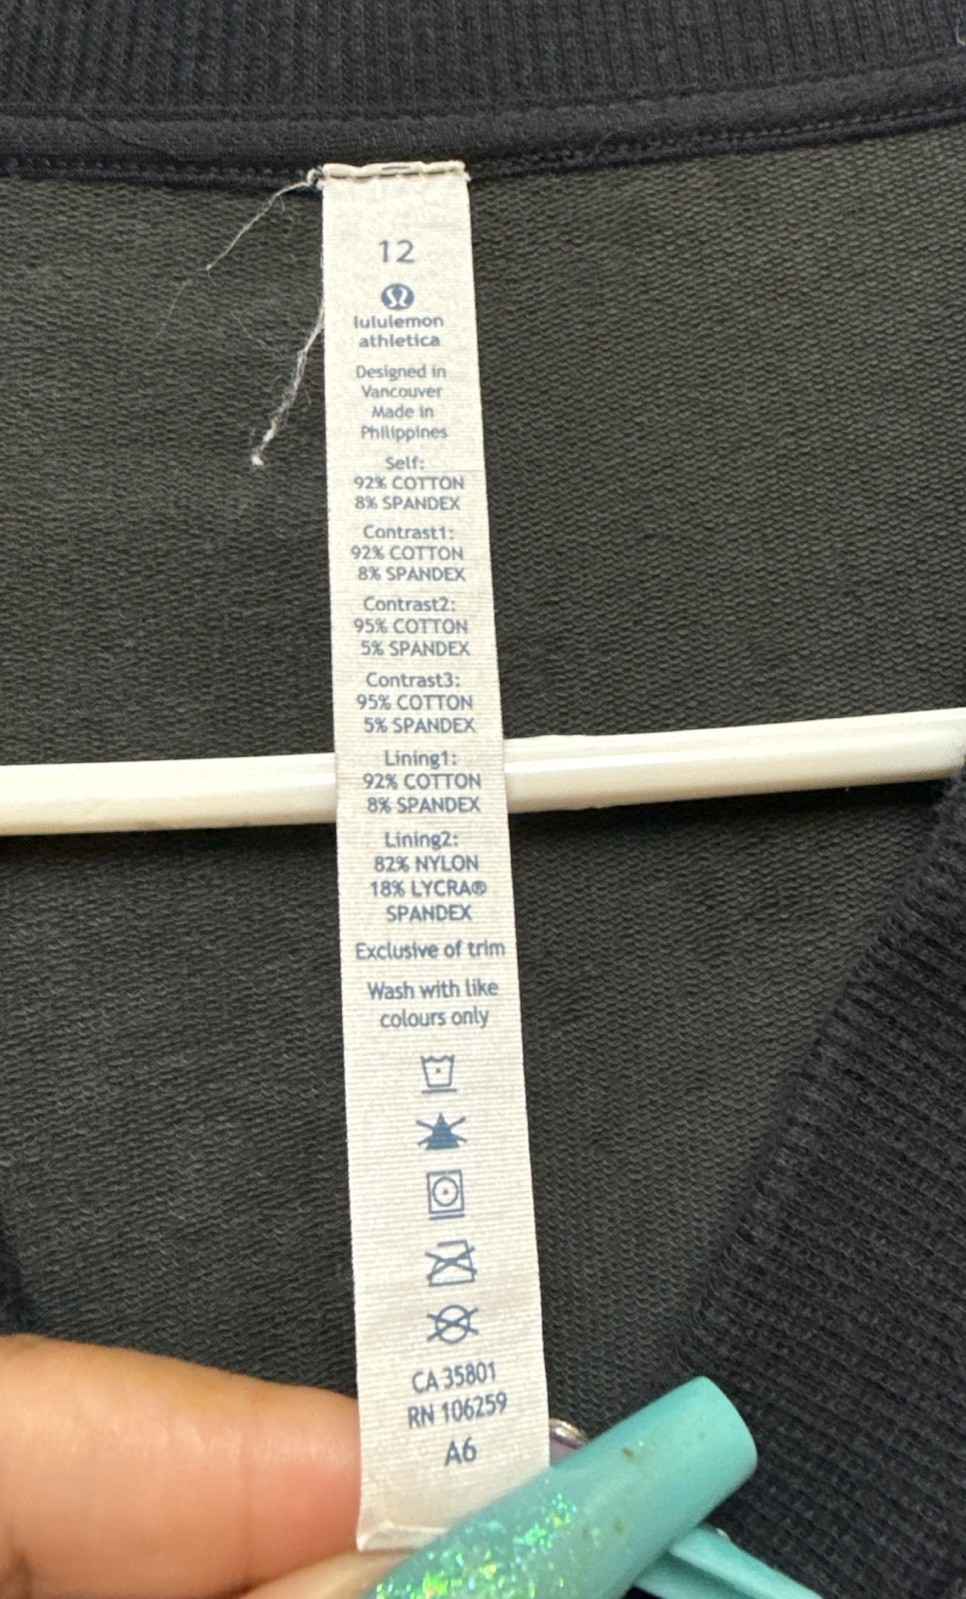 12
lululemon
athletica
Designed in
Vancouver
Made in
Philippines
Self:
92% COTTON
8% SPANDEX
Contrast1:
92% COTTON
8% SPANDEX
Contrast2:
95% COTTON
5% SPANDEX
Contrast3:
95% COTTON
5% SPANDEX
Lining1:
92% COTTON
8% SPANDEX
Lining2:
82% NYLON
18% LYCRA®
SPANDEX
Exclusive of trim
Wash with like
colours only
CA 35801
RN 106259
A6